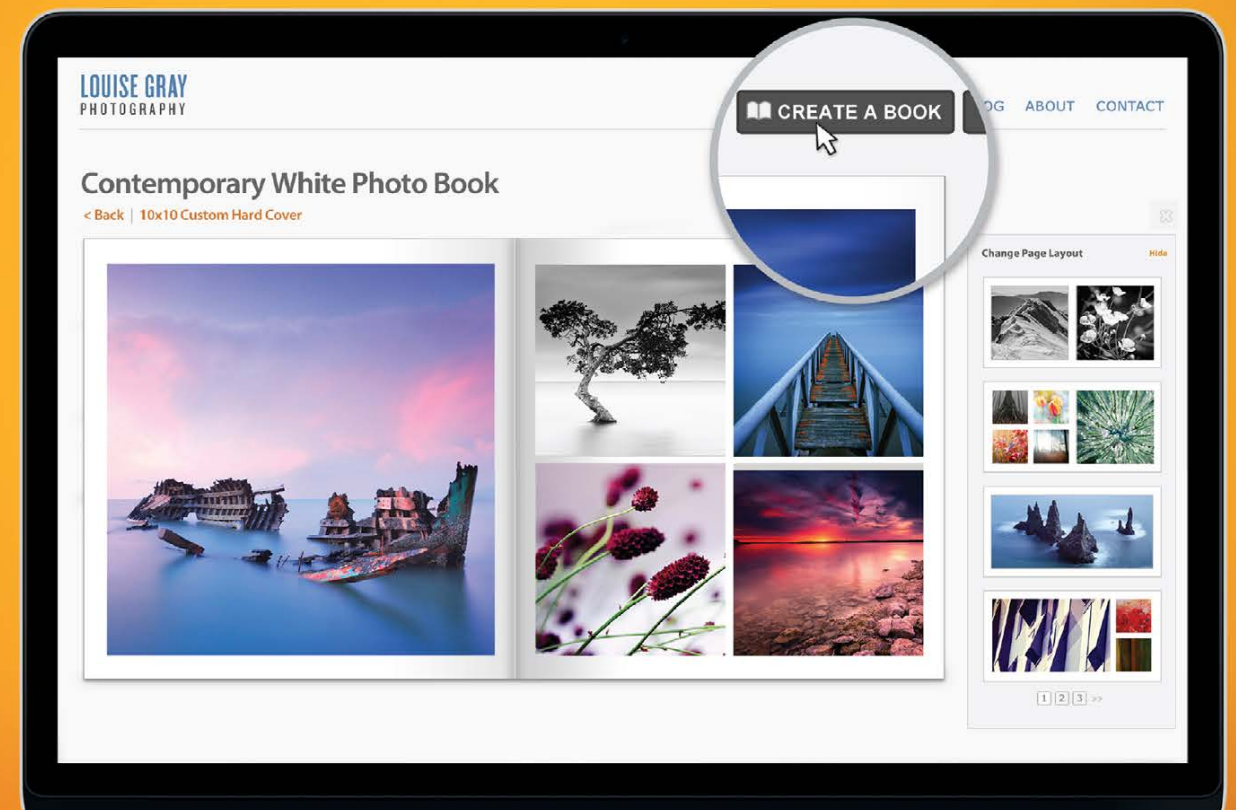 LOUISE GRAY
PHOTOGRAPHY
CREATE A BOOK
OG ABOUT CONTACT
Contemporary White Photo Book
< Back | 10x10 Custom Hard Cover
Change Page Layout Hide
1 2 3 >>